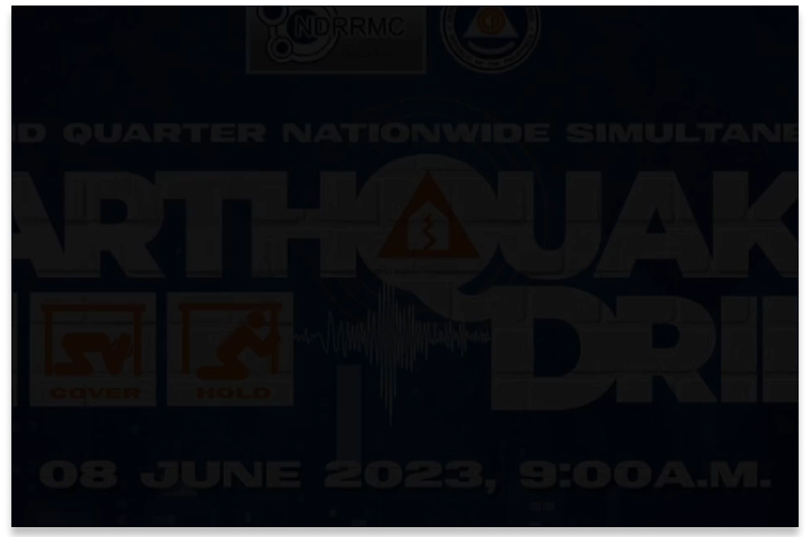 NDRRMC
D QUARTER NATIONWIDE SIMULTANE
ARTHQUAK
DRI
COVER HOLD
08 JUNE 2023, 9:00A.M.